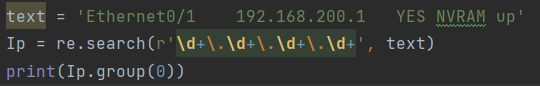 text = 'Ethernet0/1    192.168.200.1   YES NVRAM up'
Ip = re.search(r'\d+\.\d+\.\d+\.\d+', text)
print(Ip.group(0))